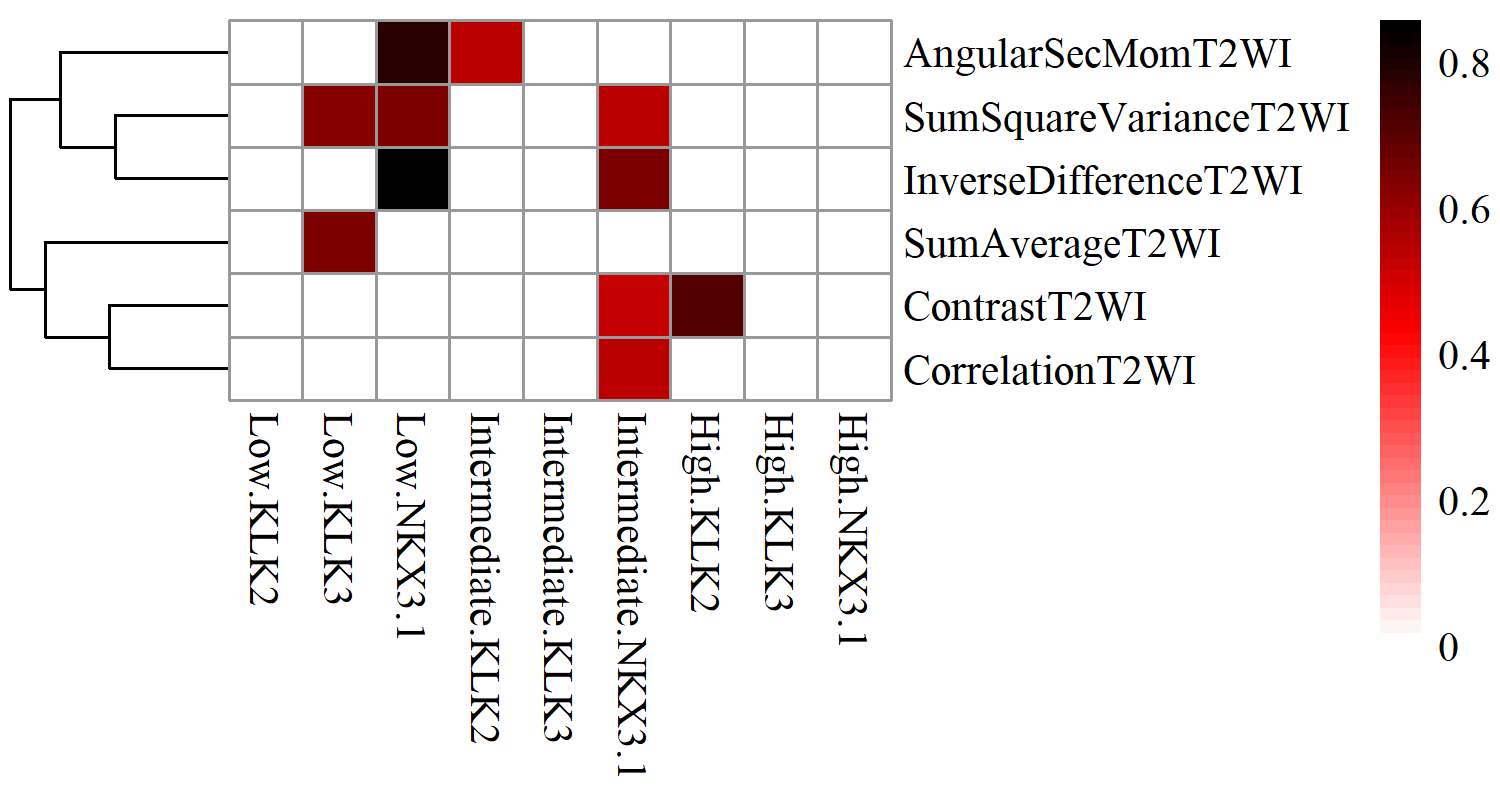 AngularSecMomT2WI
SumSquareVarianceT2WI
InverseDifferenceT2WI
SumAverageT2WI
ContrastT2WI
CorrelationT2WI
Low.KLK2
Low.KLK3
Low.NKX3.1
Intermediate.KLK2
Intermediate.KLK3
Intermediate.NKX3.1
High.KLK2
High.KLK3
High.NKX3.1
0.8
0.6
0.4
0.2
0